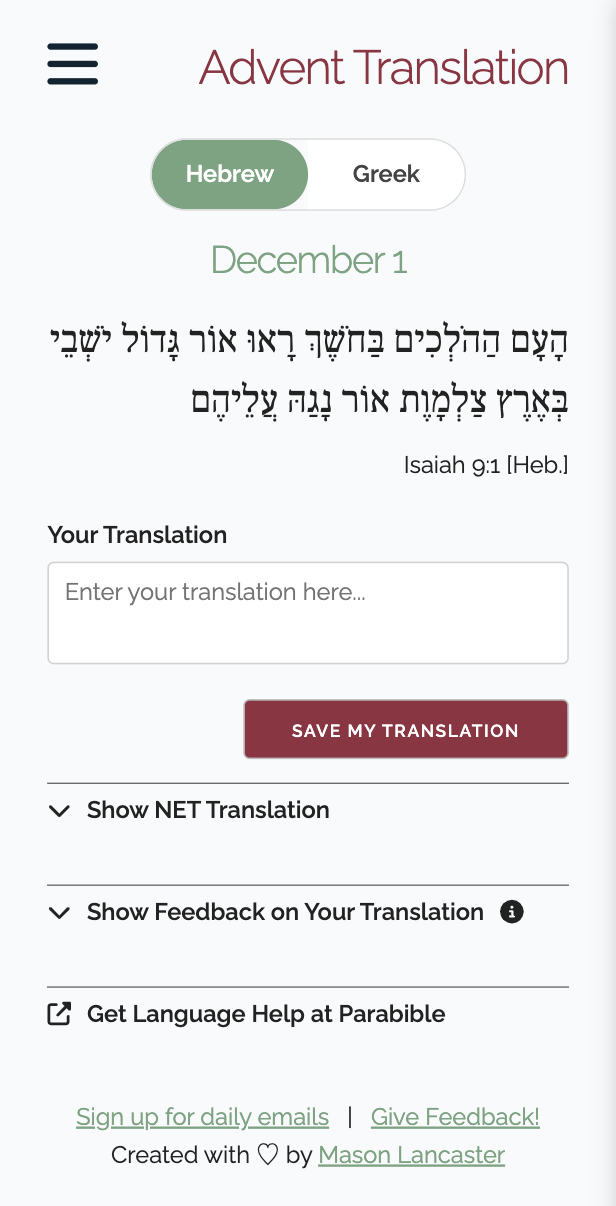 Advent Translation
Hebrew
Greek
December 1
הָעָם הַהֹלְכִים בַּחֹשֶׁךְ רָאוּ אוֹר גָּדוֹל יֹשְׁבֵי
בְּאֶרֶץ צַלְמָוֶת אוֹר נָגַהּ עֲלֵיהֶם
Isaiah 9:1 [Heb.]
Your Translation
Enter your translation here...
SAVE MY TRANSLATION
Show NET Translation
Show Feedback on Your Translation
Get Language Help at Parabible
Sign up for daily emails | Give Feedback!
Created with ♡ by Mason Lancaster